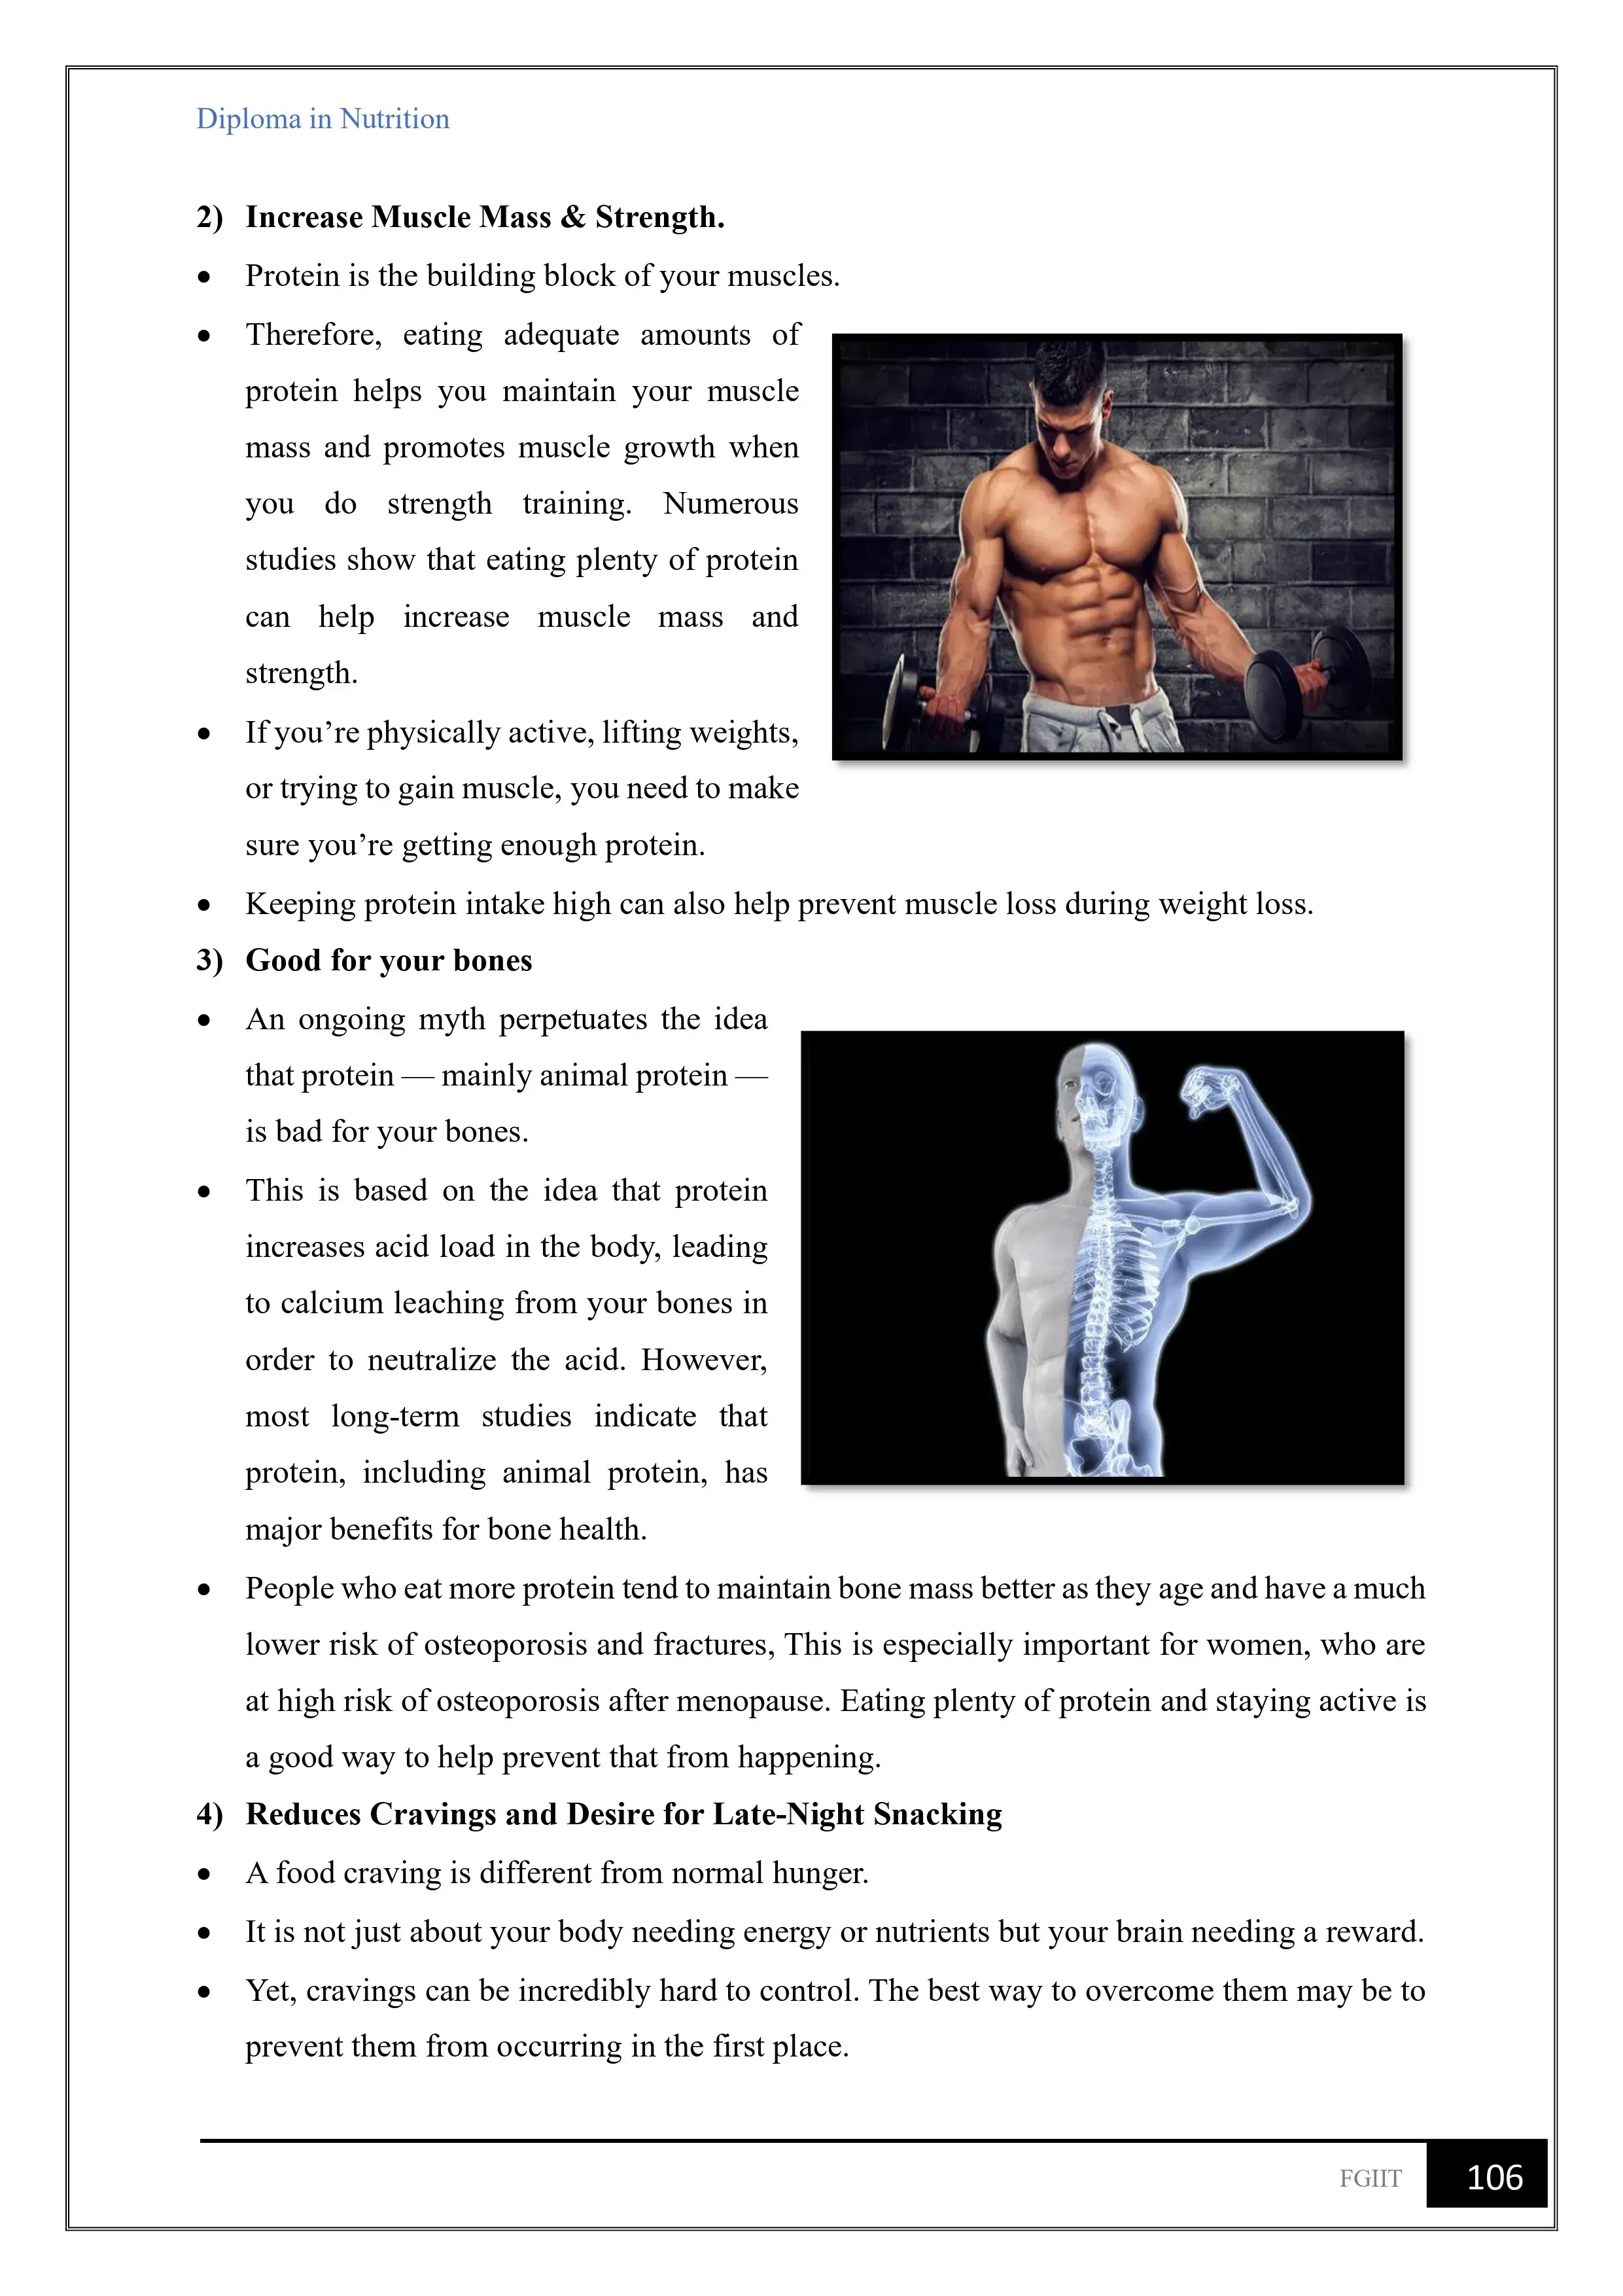 Diploma in Nutrition
2) Increase Muscle Mass & Strength.
• Protein is the building block of your muscles.
• Therefore, eating adequate amounts of
protein helps you maintain your muscle
mass and promotes muscle growth when
you do strength training. Numerous
studies show that eating plenty of protein
can help increase muscle mass and
strength.
• If you’re physically active, lifting weights,
or trying to gain muscle, you need to make
sure you’re getting enough protein.
• Keeping protein intake high can also help prevent muscle loss during weight loss.
3) Good for your bones
• An ongoing myth perpetuates the idea
that protein — mainly animal protein —
is bad for your bones.
• This is based on the idea that protein
increases acid load in the body, leading
to calcium leaching from your bones in
order to neutralize the acid. However,
most long-term studies indicate that
protein, including animal protein, has
major benefits for bone health.
• People who eat more protein tend to maintain bone mass better as they age and have a much
lower risk of osteoporosis and fractures, This is especially important for women, who are
at high risk of osteoporosis after menopause. Eating plenty of protein and staying active is
a good way to help prevent that from happening.
4) Reduces Cravings and Desire for Late-Night Snacking
• A food craving is different from normal hunger.
• It is not just about your body needing energy or nutrients but your brain needing a reward.
• Yet, cravings can be incredibly hard to control. The best way to overcome them may be to
prevent them from occurring in the first place.
FGIIT 106